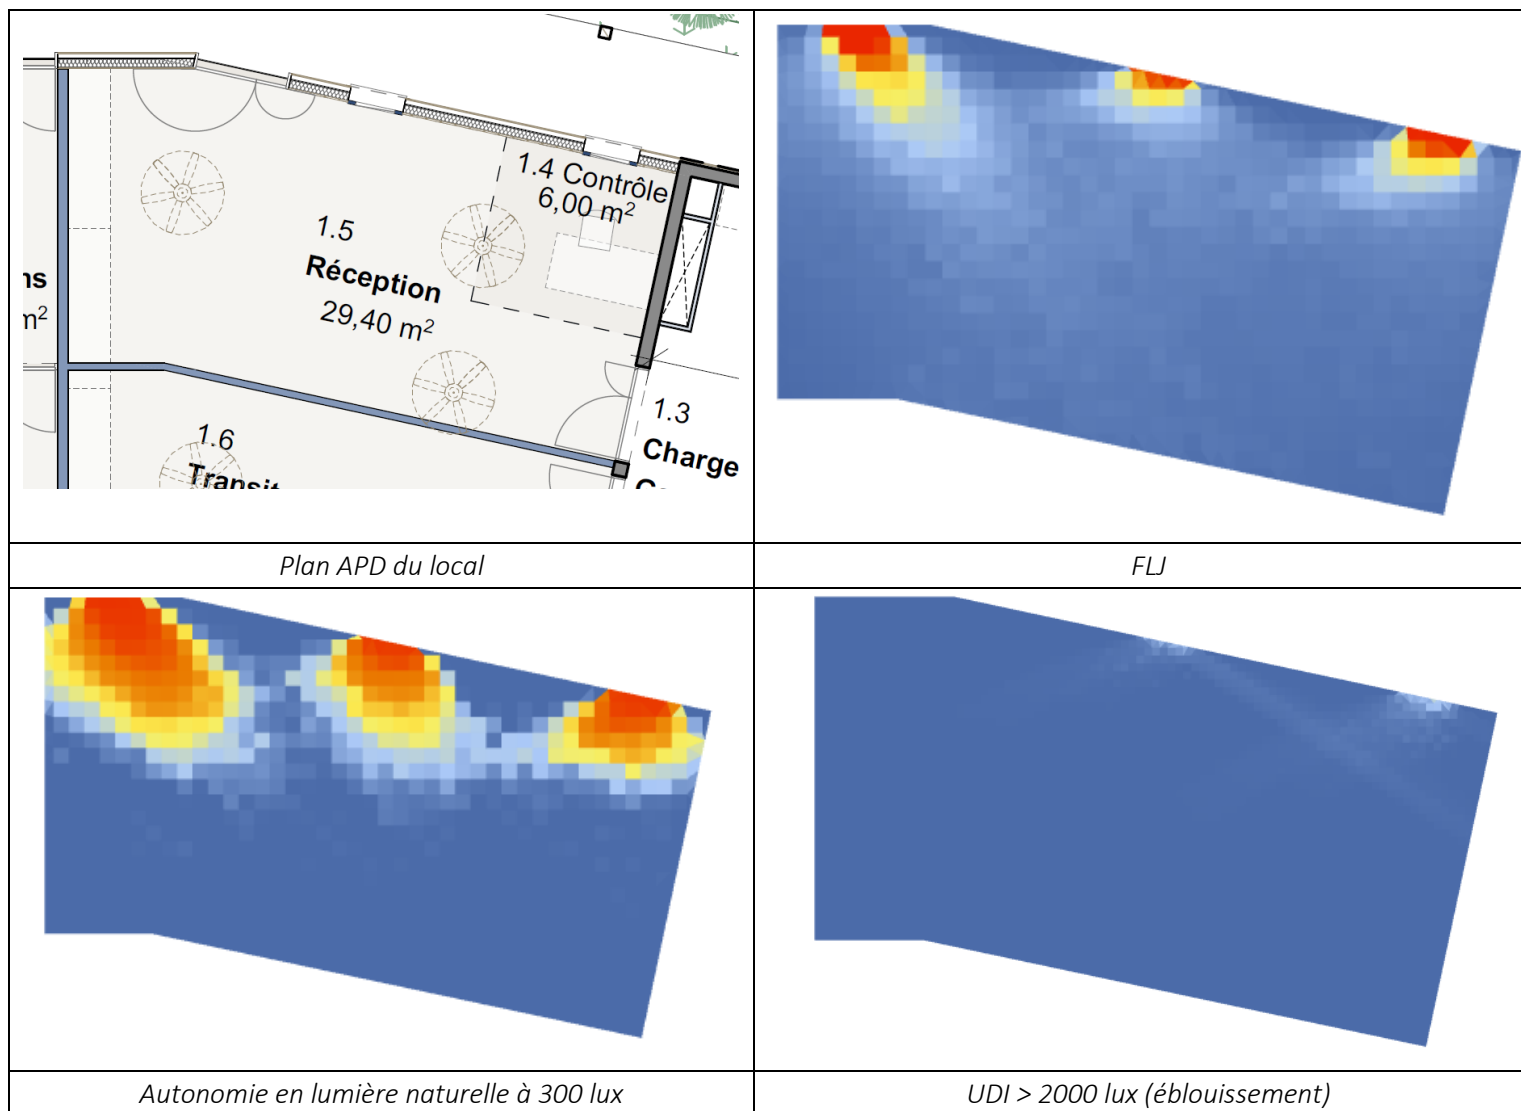 1.4 Contrôle
6,00 m²
1.5
Réception
29,40 m²
m²
1.3
Charge
1.6
Plan APD du local
FLJ
Autonomie en lumière naturelle à 300 lux
UDI > 2000 lux (éblouissement)